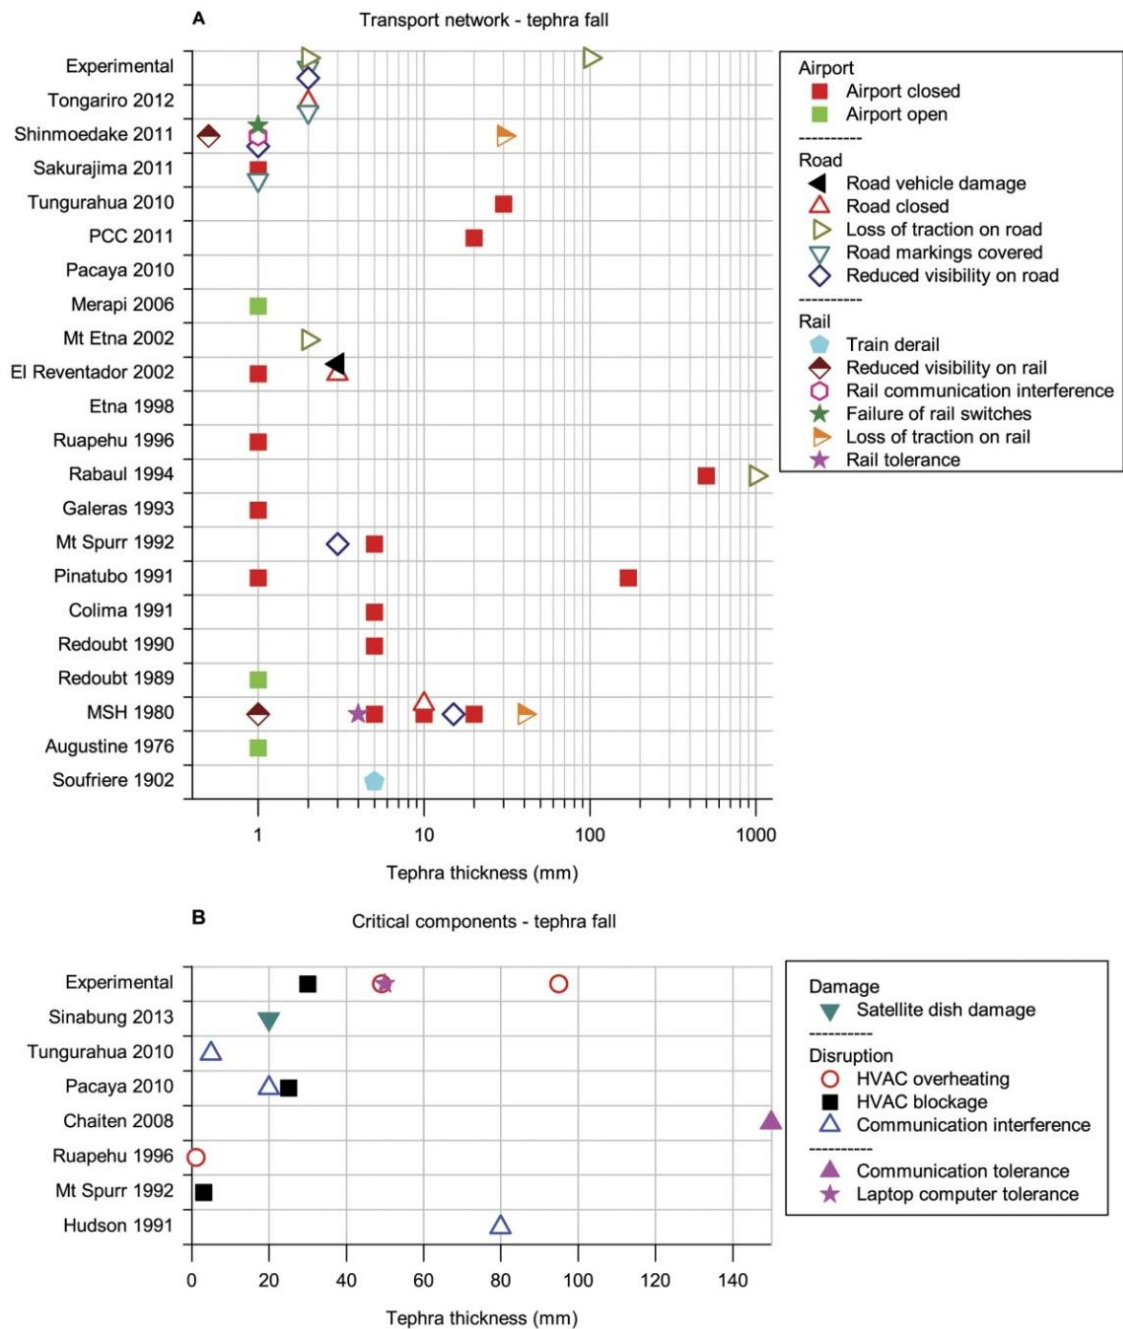 A
Transport network - tephra fall
Experimental
Tongariro 2012
Shinmoedake 2011
Sakurajima 2011
Tungurahua 2010
PCC 2011
Pacaya 2010
Merapi 2006
Mt Etna 2002
El Reventador 2002
Etna 1998
Ruapehu 1996
Rabaul 1994
Galeras 1993
Mt Spurr 1992
Pinatubo 1991
Colima 1991
Redoubt 1990
Redoubt 1989
MSH 1980
Augustine 1976
Soufriere 1902
1 10 100 1000
Tephra thickness (mm)
Airport
Airport closed
Airport open
----------
Road
Road vehicle damage
Road closed
Loss of traction on road
Road markings covered
Reduced visibility on road
----------
Rail
Train derail
Reduced visibility on rail
Rail communication interference
Failure of rail switches
Loss of traction on rail
Rail tolerance
B
Critical components - tephra fall
Experimental
Sinabung 2013
Tungurahua 2010
Pacaya 2010
Chaiten 2008
Ruapehu 1996
Mt Spurr 1992
Hudson 1991
0 20 40 60 80 100 120 140
Tephra thickness (mm)
Damage
Satellite dish damage
----------
Disruption
HVAC overheating
HVAC blockage
Communication interference
----------
Communication tolerance
Laptop computer tolerance